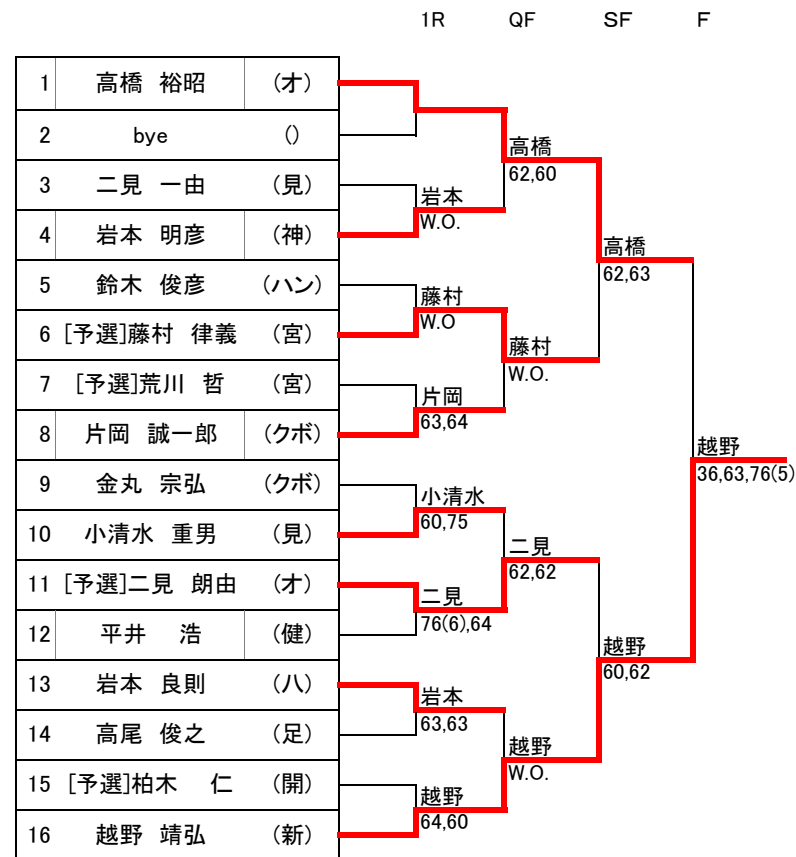 1R QF SF F
1 高橋 裕昭 (オ)
2 bye ()
高橋
62,60
3 二見 一由 (見)
岩本
W.O.
4 岩本 明彦 (神)
高橋
62,63
5 鈴木 俊彦 (ハン)
藤村
W.O
6 [予選]藤村 律義 (宮)
藤村
W.O.
7 [予選]荒川 哲 (宮)
片岡
63,64
8 片岡 誠一郎 (クボ)
越野
36,63,76(5)
9 金丸 宗弘 (クボ)
小清水
60,75
10 小清水 重男 (見)
二見
62,62
11 [予選]二見 朗由 (オ)
二見
76(6),64
12 平井 浩 (健)
越野
60,62
13 岩本 良則 (八)
岩本
63,63
14 高尾 俊之 (足)
越野
W.O.
15 [予選]柏木 仁 (開)
越野
64,60
16 越野 靖弘 (新)